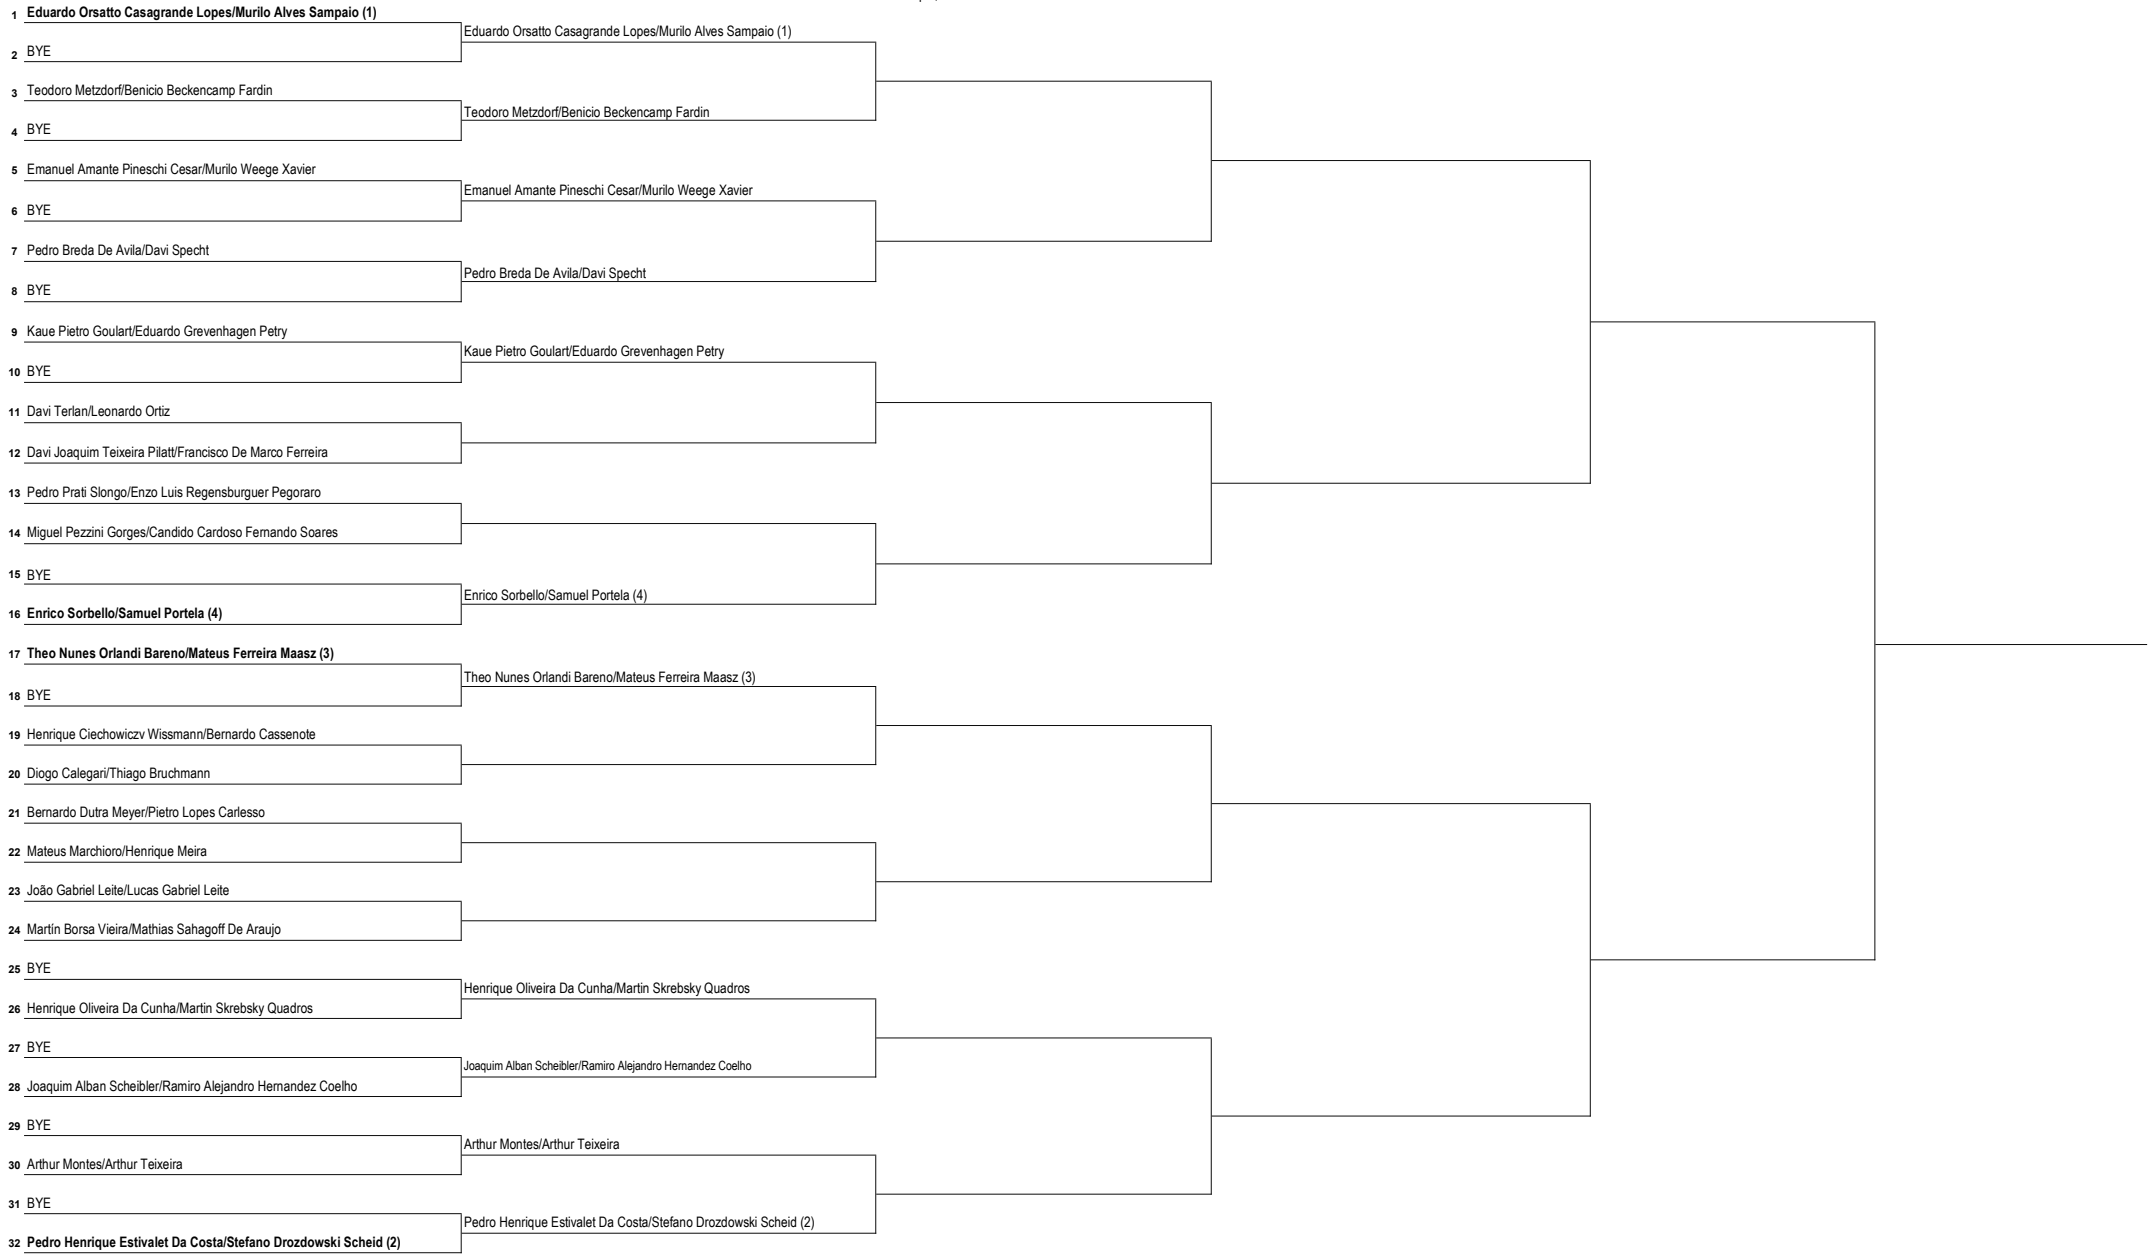 1 Eduardo Orsatto Casagrande Lopes/Murilo Alves Sampaio (1)
Eduardo Orsatto Casagrande Lopes/Murilo Alves Sampaio (1)
2 BYE
3 Teodoro Metzdorf/Benicio Beckencamp Fardin
Teodoro Metzdorf/Benicio Beckencamp Fardin
4 BYE
5 Emanuel Amante Pineschi Cesar/Murilo Weege Xavier
Emanuel Amante Pineschi Cesar/Murilo Weege Xavier
6 BYE
7 Pedro Breda De Avila/Davi Specht
Pedro Breda De Avila/Davi Specht
8 BYE
9 Kaue Pietro Goulart/Eduardo Grevenhagen Petry
Kaue Pietro Goulart/Eduardo Grevenhagen Petry
10 BYE
11 Davi Terlan/Leonardo Ortiz
12 Davi Joaquim Teixeira Pilatt/Francisco De Marco Ferreira
13 Pedro Prati Slongo/Enzo Luis Regensburguer Pegoraro
14 Miguel Pezzini Gorges/Candido Cardoso Fernando Soares
15 BYE
Enrico Sorbello/Samuel Portela (4)
16 Enrico Sorbello/Samuel Portela (4)
17 Theo Nunes Orlandi Bareno/Mateus Ferreira Maasz (3)
Theo Nunes Orlandi Bareno/Mateus Ferreira Maasz (3)
18 BYE
19 Henrique Ciechowiczv Wissmann/Bernardo Cassenote
20 Diogo Calegari/Thiago Bruchmann
21 Bernardo Dutra Meyer/Pietro Lopes Carlesso
22 Mateus Marchioro/Henrique Meira
23 João Gabriel Leite/Lucas Gabriel Leite
24 Martín Borsa Vieira/Mathias Sahagoff De Araujo
25 BYE
Henrique Oliveira Da Cunha/Martin Skrebsky Quadros
26 Henrique Oliveira Da Cunha/Martin Skrebsky Quadros
27 BYE
Joaquim Alban Scheibler/Ramiro Alejandro Hernandez Coelho
28 Joaquim Alban Scheibler/Ramiro Alejandro Hernandez Coelho
29 BYE
Arthur Montes/Arthur Teixeira
30 Arthur Montes/Arthur Teixeira
31 BYE
Pedro Henrique Estivalet Da Costa/Stefano Drozdowski Scheid (2)
32 Pedro Henrique Estivalet Da Costa/Stefano Drozdowski Scheid (2)